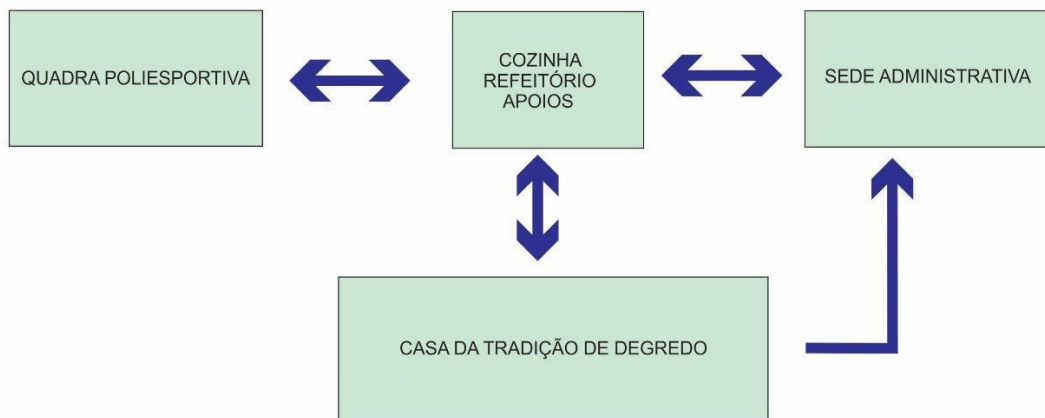 QUADRA POLIESPORTIVA
COZINHA
REFEITÓRIO
APOIOS
SEDE ADMINISTRATIVA
CASA DA TRADIÇÃO DE DEGREDO